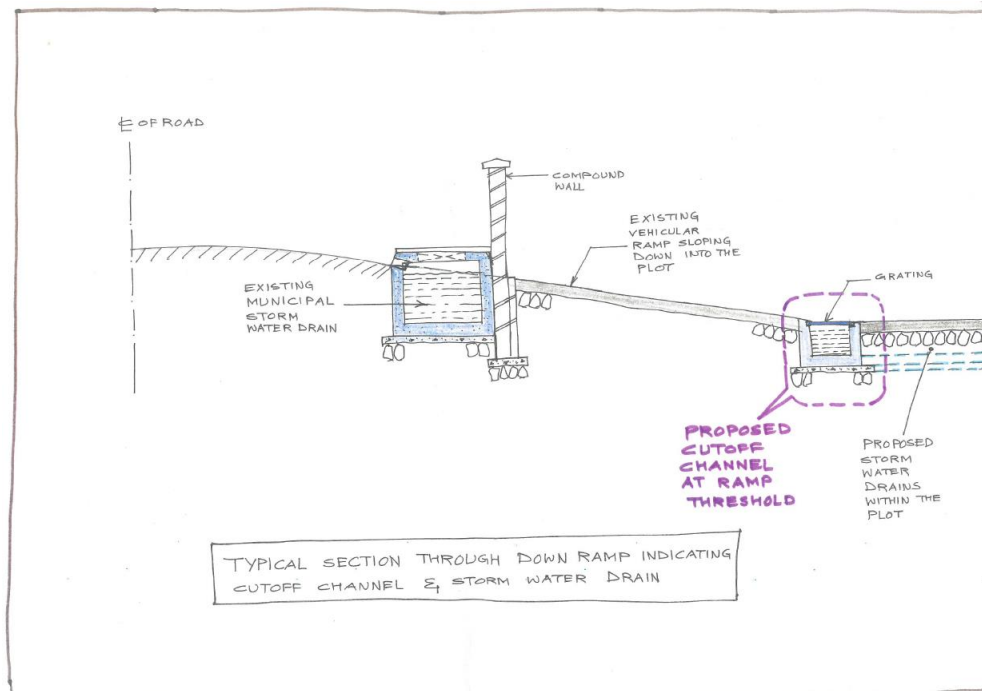 ℄ OF ROAD
COMPOUND
WALL
EXISTING
VEHICULAR
RAMP SLOPING
DOWN INTO THE
PLOT
GRATING
EXISTING
MUNICIPAL
STORM
WATER DRAIN
PROPOSED
CUTOFF
CHANNEL
AT RAMP
THRESHOLD
PROPOSED
STORM
WATER
DRAINS
WITHIN THE
PLOT
TYPICAL SECTION THROUGH DOWN RAMP INDICATING
CUTOFF CHANNEL & STORM WATER DRAIN